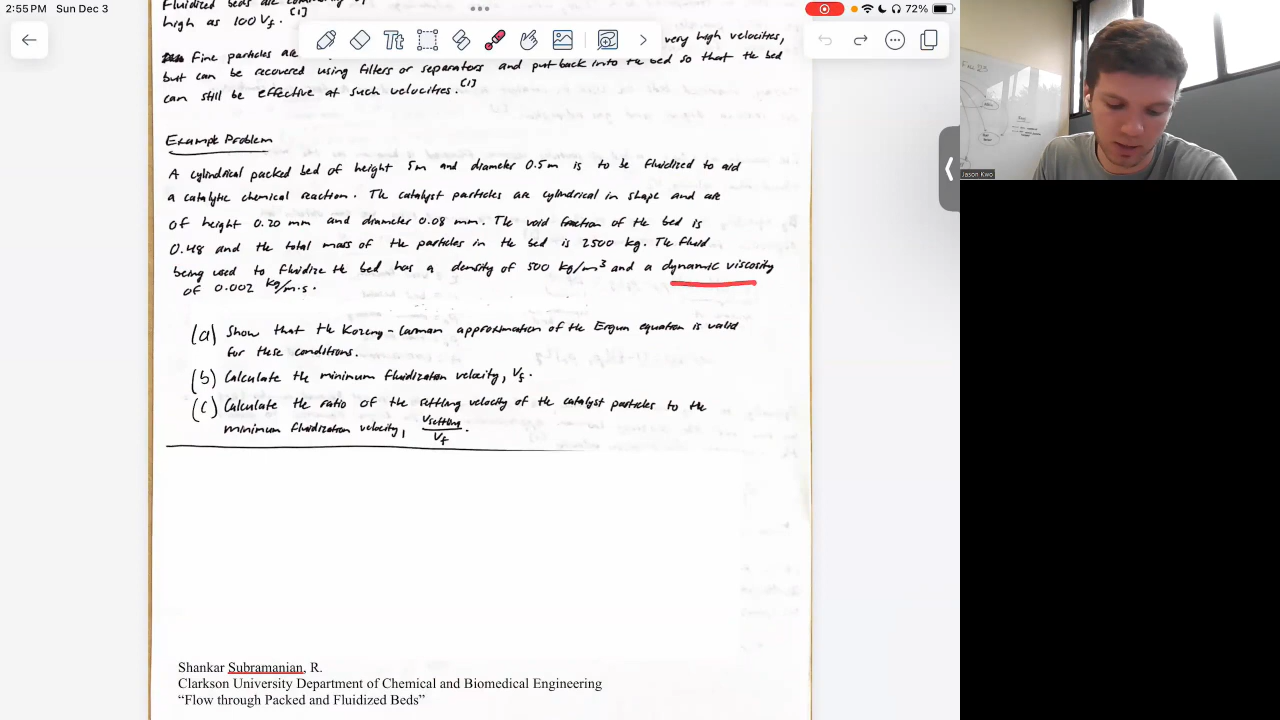 2:55 PM Sun Dec 3
72%
high as 100 Vf. [1]
Fine particles are very high velocities,
but can be recovered using filters or separators and put back into the bed so that the bed
can still be effective at such velocities. [1]
Tt
Example Problem
A cylindrical packed bed of height 5m and diameter 0.5m is to be fluidized to aid
a catalytic chemical reaction. The catalyst particles are cylindrical in shape and are
of height 0.20 mm and diameter 0.08 mm. The void fraction of the bed is
0.48 and the total mass of the particles in the bed is 2500 kg. The fluid
being used to fluidize the bed has a density of 500 kg/m³ and a dynamic viscosity
of 0.002 kg/m·s.
(a) Show that the Kozeny-Carman approximation of the Ergun equation is valid
for these conditions.
(b) Calculate the minimum fluidization velocity, Vf.
(c) Calculate the ratio of the settling velocity of the catalyst particles to the
minimum fluidization velocity, Vsettling/Vf.
Shankar Subramanian, R.
Clarkson University Department of Chemical and Biomedical Engineering
“Flow through Packed and Fluidized Beds”
Jason Kwo